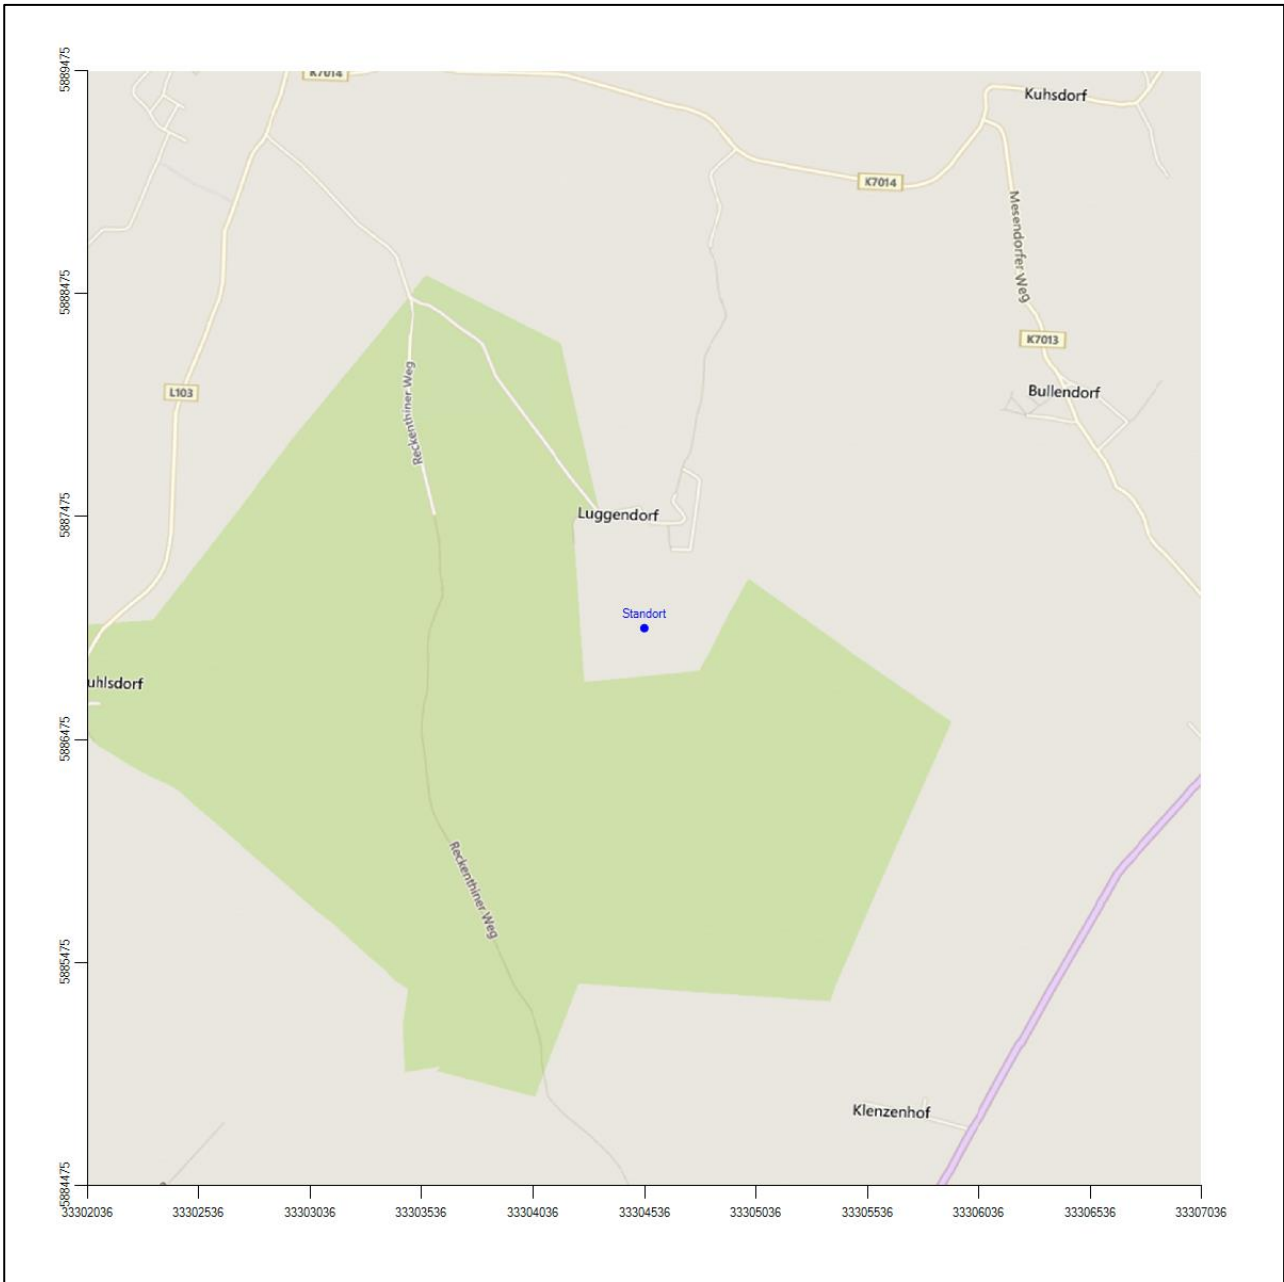 5889475
K7014
Kuhsdorf
K7014
Mesendorfer Weg
5888475
K7013
L103
Reckenthiner Weg
Bullendorf
5887475
Luggendorf
Standort
uhlsdorf
5886475
Reckenthiner Weg
5885475
Klenzenhof
5884475
33302036
33302536
33303036
33303536
33304036
33304536
33305036
33305536
33306036
33306536
33307036